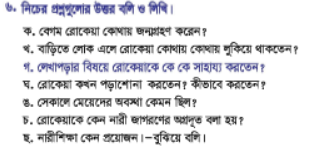 ৬. নিচের প্রশ্নগুলোর উত্তর বলি ও লিখি।
ক. বেগম রোকেয়া কোথায় জন্মগ্রহণ করেন?
খ. বাড়িতে লোক এলে রোকেয়া কোথায় কোথায় লুকিয়ে থাকতেন?
গ. লেখাপড়ার বিষয়ে রোকেয়াকে কে কে সাহায্য করতেন?
ঘ. রোকেয়া কখন পড়াশোনা করতেন? কীভাবে করতেন?
ঙ. সেকালে মেয়েদের অবস্থা কেমন ছিল?
চ. রোকেয়াকে কেন নারী জাগরণের অগ্রদূত বলা হয়?
ছ. নারীশিক্ষা কেন প্রয়োজন।–বুঝিয়ে বলি।